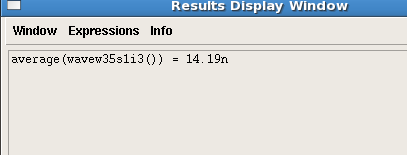 Results Display Window
Window Expressions Info
average(wavew35s1i3()) = 14.19n